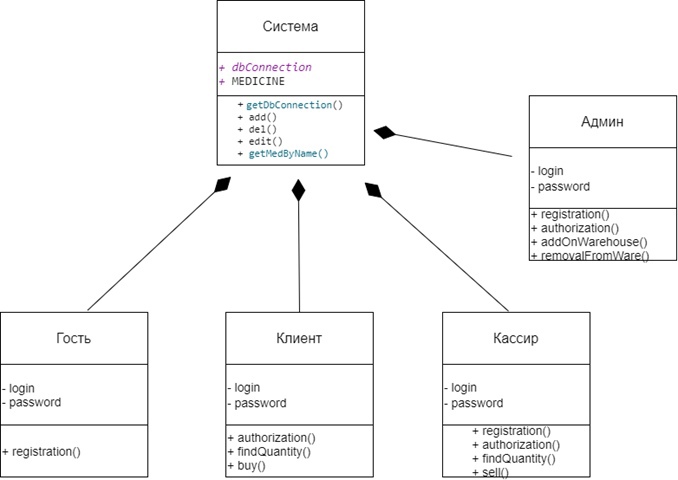 Система
+ dbConnection
+ MEDICINE
+ getDbConnection()
+ add()
+ del()
+ edit()
+ getMedByName()
Админ
- login
- password
+ registration()
+ authorization()
+ addOnWarehouse()
+ removalFromWare()
Гость
- login
- password
+ registration()
Клиент
- login
- password
+ authorization()
+ findQuantity()
+ buy()
Кассир
- login
- password
+ registration()
+ authorization()
+ findQuantity()
+ sell()